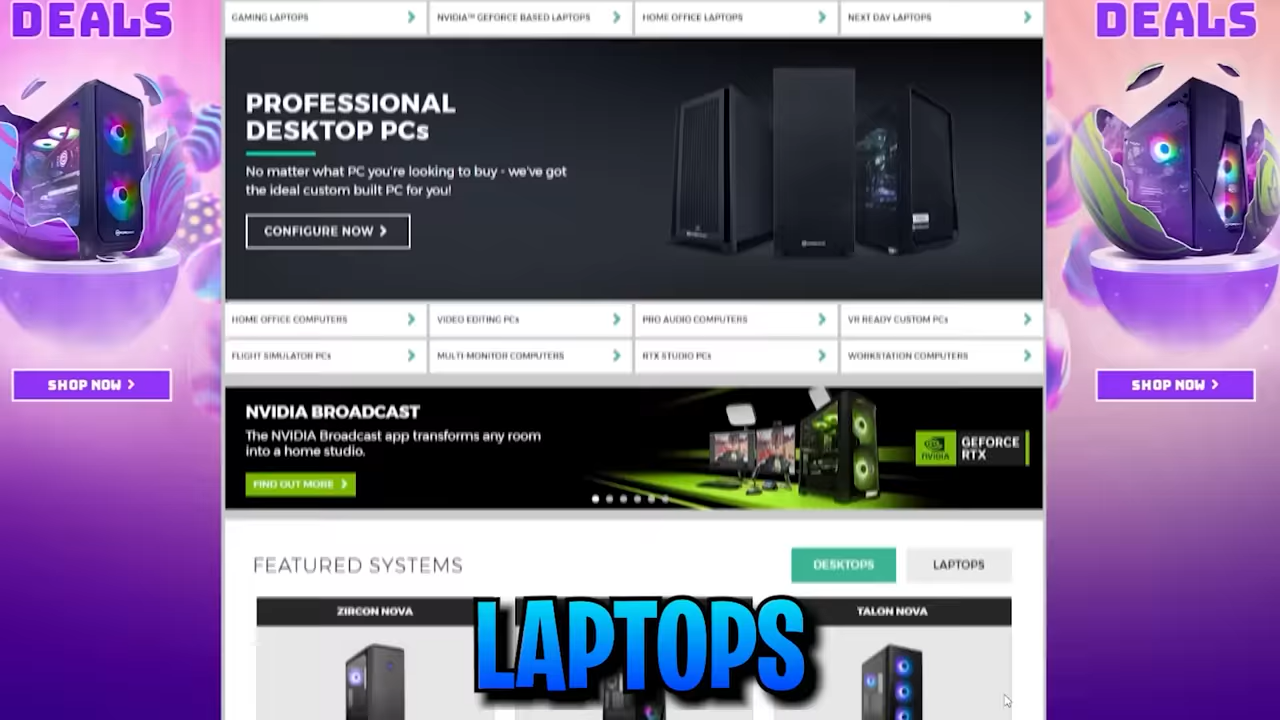 DEALS
DEALS
GAMING LAPTOPS
NVIDIA™ GEFORCE BASED LAPTOPS
HOME OFFICE LAPTOPS
NEXT DAY LAPTOPS
PROFESSIONAL
DESKTOP PCs
No matter what PC you're looking to buy - we've got
the ideal custom built PC for you!
CONFIGURE NOW
HOME OFFICE COMPUTERS
VIDEO EDITING PCs
PRO AUDIO COMPUTERS
VR READY CUSTOM PCs
FLIGHT SIMULATOR PCs
MULTI-MONITOR COMPUTERS
RTX STUDIO PCs
WORKSTATION COMPUTERS
SHOP NOW
SHOP NOW
NVIDIA BROADCAST
The NVIDIA Broadcast app transforms any room
into a home studio.
FIND OUT MORE
NVIDIA
GEFORCE
RTX
FEATURED SYSTEMS
DESKTOPS
LAPTOPS
ZIRCON NOVA
TALON NOVA
LAPTOPS